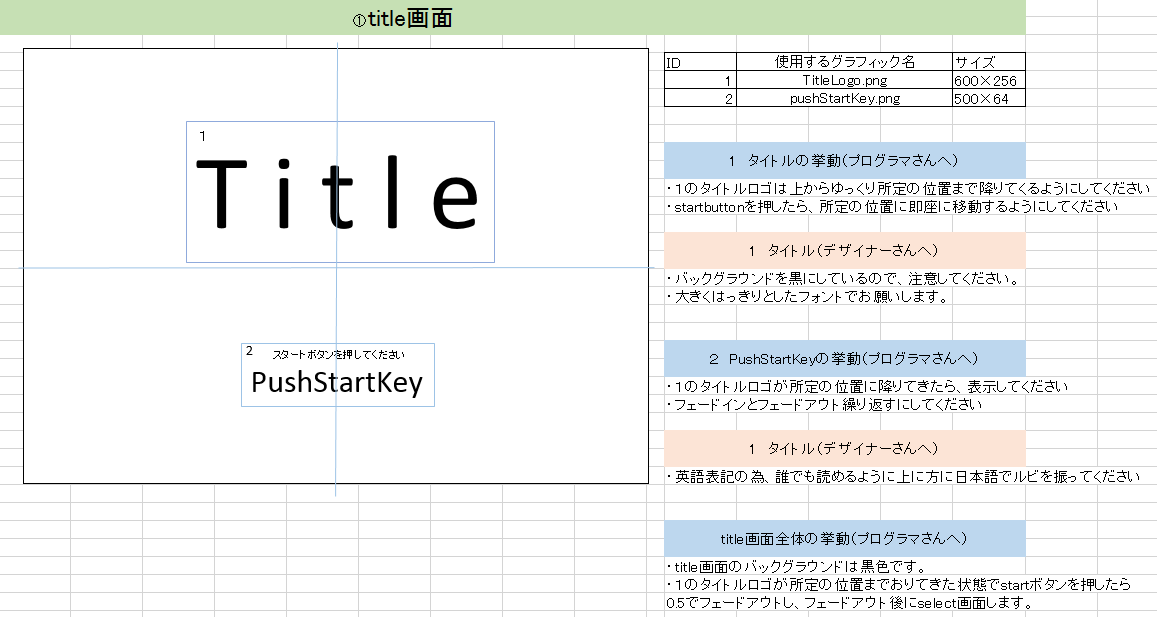 ①title画面
1
Title
2
スタートボタンを押してください
PushStartKey
ID 使用するグラフィック名 サイズ
1 TitleLogo.png 600×256
2 pushStartKey.png 500×64
1 タイトルの挙動(プログラマさんへ)
・1のタイトルロゴは上からゆっくり所定の位置まで降りてくるようにしてください
・startbuttonを押したら、所定の位置に即座に移動するようにしてください
1 タイトル(デザイナーさんへ)
・バックグラウンドを黒にしているので、注意してください。
・大きくはっきりとしたフォントでお願いします。
2 PushStartKeyの挙動(プログラマさんへ)
・1のタイトルロゴが所定の位置に降りてきたら、表示してください
・フェードインとフェードアウト繰り返すにしてください
1 タイトル(デザイナーさんへ)
・英語表記の為、誰でも読めるように上に方に日本語でルビを振ってください
title画面全体の挙動(プログラマさんへ)
・title画面のバックグラウンドは黒色です。
・1のタイトルロゴが所定の位置までおりてきた状態でstartボタンを押したら
0.5でフェードアウトし、フェードアウト後にselect画面します。